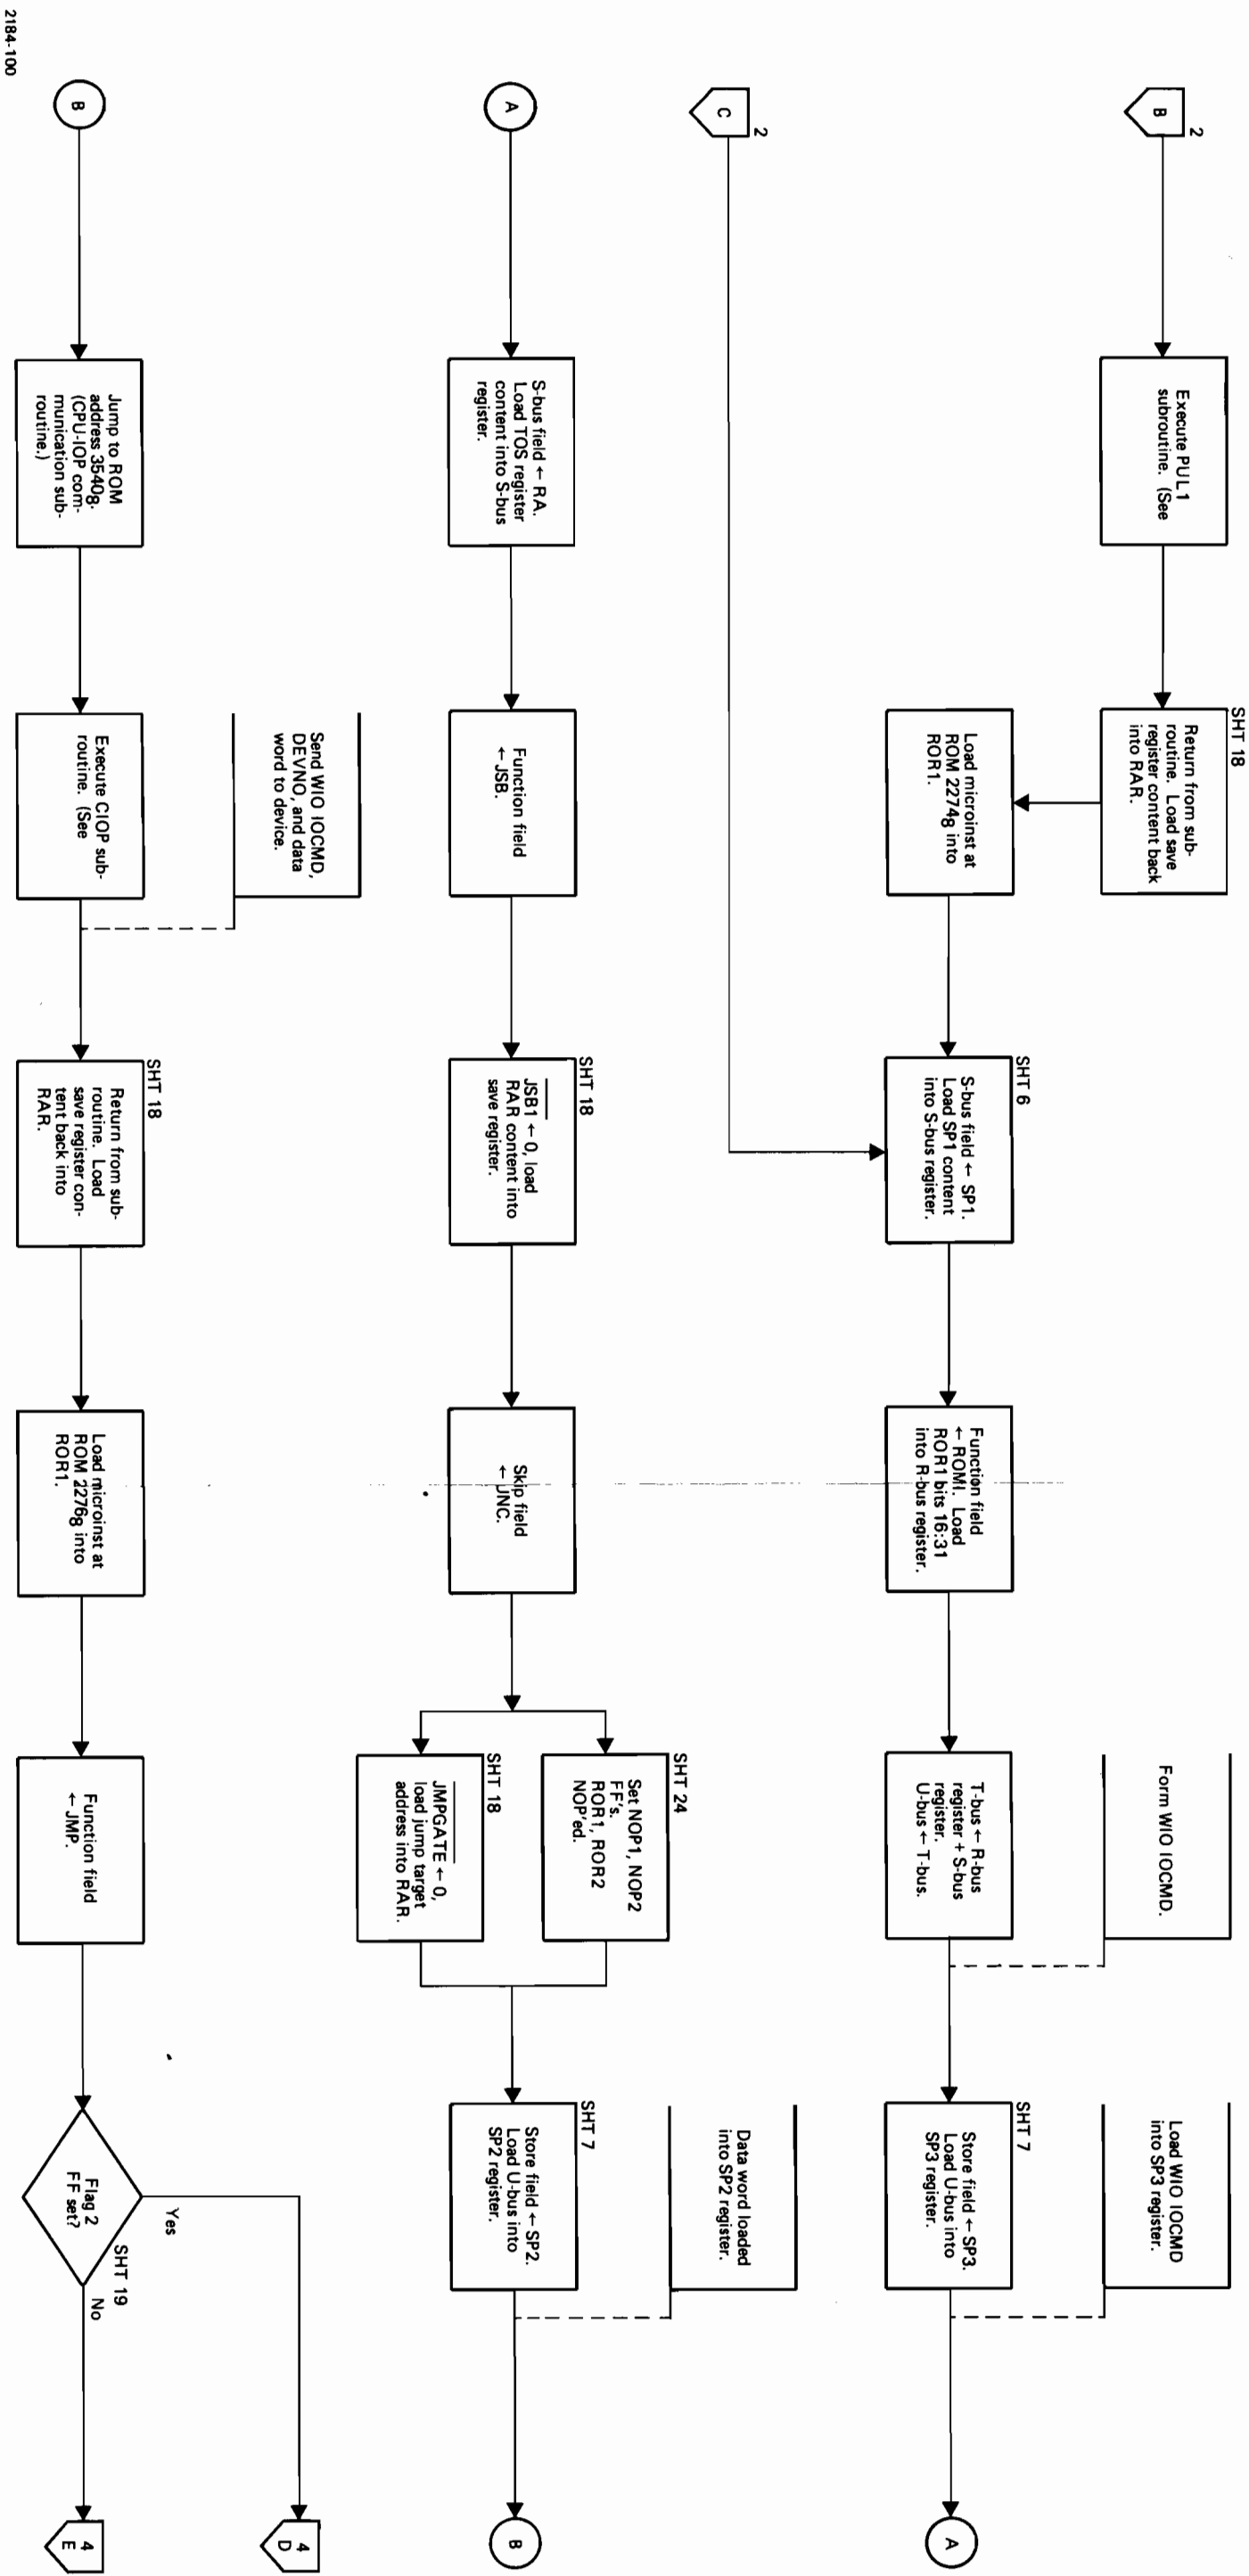 B
2
Execute PUL1
subroutine. (See
SHT 18
Return from sub-
routine. Load save
register content back
into RAR.
Load microinst at
ROM 2274₈ into
ROR1.
C
2
SHT 6
S-bus field ← SP1.
Load SP1 content
into S-bus register.
Function field
← ROMI. Load
ROR1 bits 16:31
into R-bus register.
Form WIO IOCMD.
T-bus ← R-bus
register + S-bus
register.
U-bus ← T-bus.
Load WIO IOCMD
into SP3 register.
SHT 7
Store field ← SP3.
Load U-bus into
SP3 register.
A
A
S-bus field ← RA.
Load TOS register
content into S-bus
register.
Function field
← JSB.
SHT 18
JSB1 ← 0, load
RAR content into
save register.
Skip field
← UNC.
SHT 24
Set NOP1, NOP2
FF's.
ROR1, ROR2
NOP'ed.
SHT 18
JMPGATE ← 0,
load jump target
address into RAR.
Data word loaded
into SP2 register.
SHT 7
Store field ← SP2.
Load U-bus into
SP2 register.
B
B
Jump to ROM
address 3540₈.
(CPU-IOP com-
munication sub-
routine.)
Send WIO IOCMD,
DEVNO, and data
word to device.
Execute CIOP sub-
routine. (See
SHT 18
Return from sub-
routine. Load
save register con-
tent back into
RAR.
Load microinst at
ROM 2276₈ into
ROR1.
Function field
← JMP.
Flag 2
FF set?
SHT 19
Yes
No
4
D
4
E
2184-100